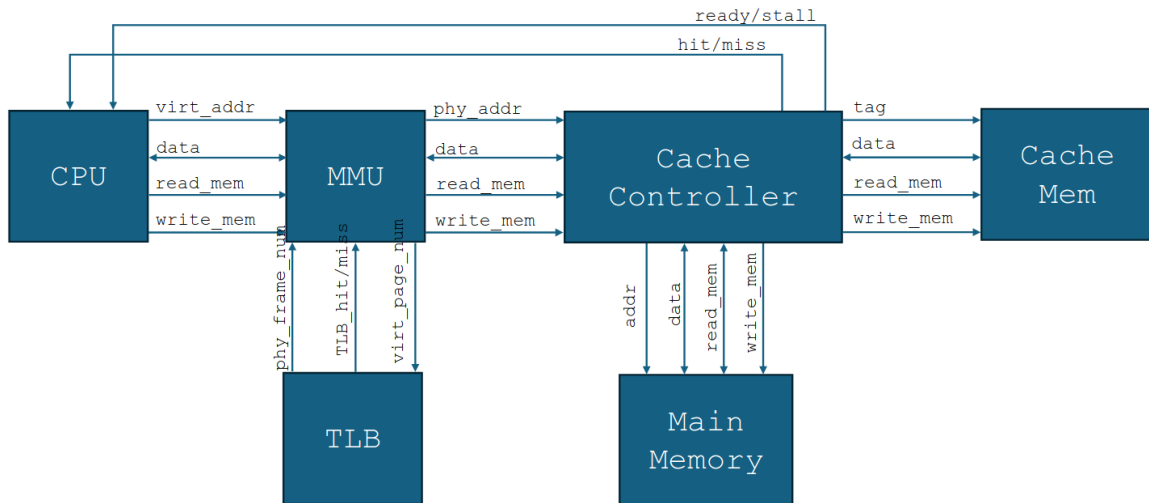 ready/stall
hit/miss
virt_addr
phy_addr
tag
data
data
data
CPU
MMU
Cache
Controller
Cache
Mem
read_mem
read_mem
read_mem
write_mem
write_mem
write_mem
phy_frame_num
TLB_hit/miss
virt_page_num
addr
data
read_mem
write_mem
TLB
Main
Memory